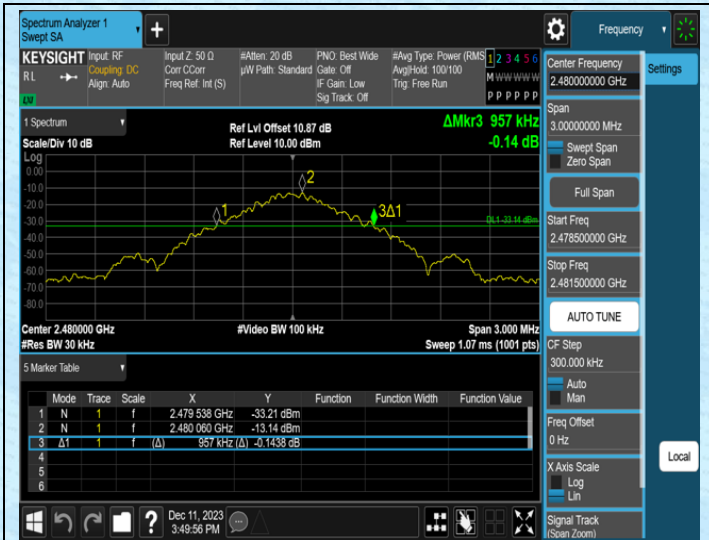 Spectrum Analyzer 1
Swept SA
Frequency
KEYSIGHT
RL
LXI
Input: RF
Coupling: DC
Align: Auto
Input Z: 50 Ω
Corr CCorr
Freq Ref: Int (S)
#Atten: 20 dB
µW Path: Standard
PNO: Best Wide
Gate: Off
IF Gain: Low
Sig Track: Off
#Avg Type: Power (RMS
Avg|Hold: 100/100
Trig: Free Run
1 2 3 4 5 6
M W W W W W
P P P P P P
1 Spectrum
Scale/Div 10 dB
Ref Lvl Offset 10.87 dB
Ref Level 10.00 dBm
ΔMkr3 957 kHz
-0.14 dB
Log
0.00
-10.0
-20.0
-30.0
-40.0
-50.0
-60.0
-70.0
-80.0
1
2
3Δ1
DL1 -33.14 dBm
Center 2.480000 GHz
#Res BW 30 kHz
#Video BW 100 kHz
Span 3.000 MHz
Sweep 1.07 ms (1001 pts)
5 Marker Table
Mode Trace Scale X Y Function Function Width Function Value
1 N 1 f 2.479 538 GHz -33.21 dBm
2 N 1 f 2.480 060 GHz -13.14 dBm
3 Δ1 1 f (Δ) 957 kHz (Δ) -0.1438 dB
4
5
6
Dec 11, 2023
3:49:56 PM
Center Frequency
2.480000000 GHz
Span
3.00000000 MHz
Swept Span
Zero Span
Full Span
Start Freq
2.478500000 GHz
Stop Freq
2.481500000 GHz
AUTO TUNE
CF Step
300.000 kHz
Auto
Man
Freq Offset
0 Hz
X Axis Scale
Log
Lin
Signal Track
(Span Zoom)
Settings
Local